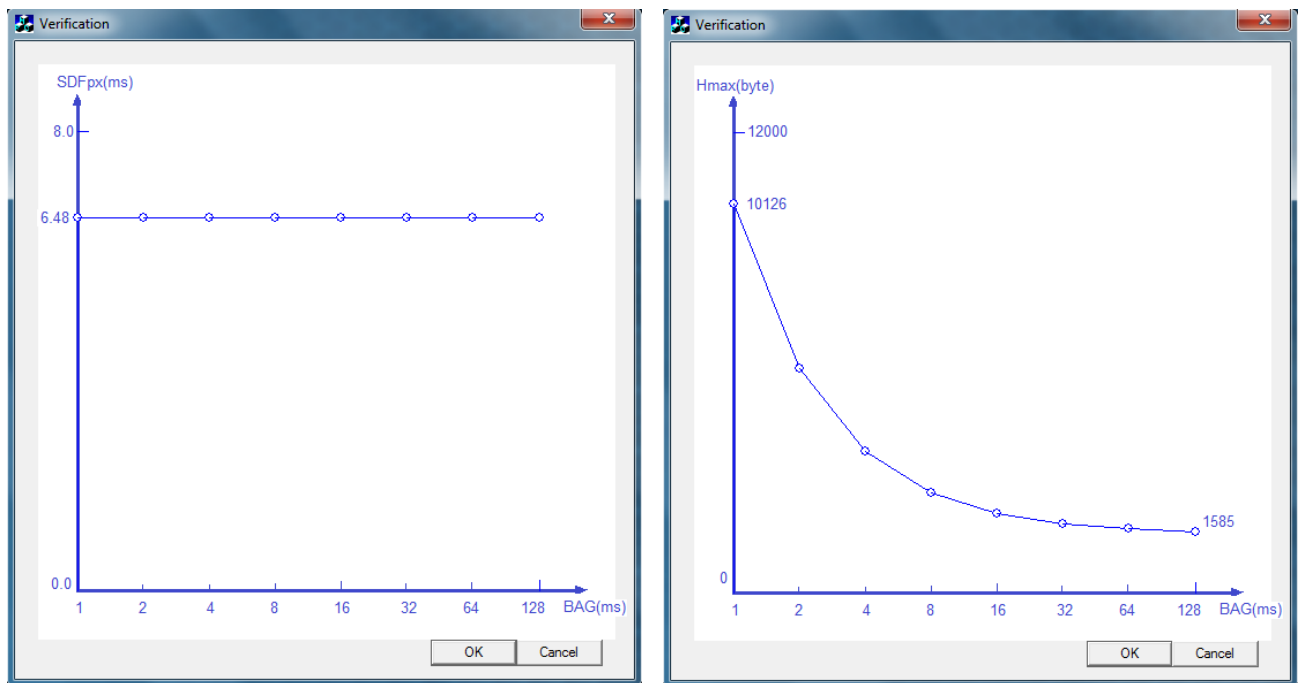 Verification
SDFpx(ms)
8.0
6.48
0.0
1 2 4 8 16 32 64 128 BAG(ms)
OK Cancel
Verification
Hmax(byte)
12000
10126
1585
0
1 2 4 8 16 32 64 128 BAG(ms)
OK Cancel